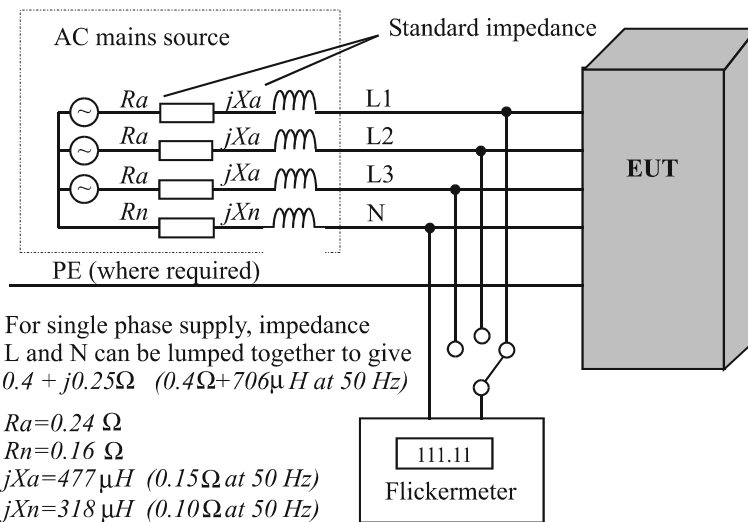 AC mains source
Standard impedance
~ Ra jXa L1
~ Ra jXa L2
~ Ra jXa L3
Rn jXn N
EUT
PE (where required)
For single phase supply, impedance
L and N can be lumped together to give
0.4 + j0.25Ω (0.4Ω+706μ H at 50 Hz)
Ra=0.24 Ω
Rn=0.16 Ω
jXa=477 μH (0.15Ω at 50 Hz)
jXn=318 μH (0.10Ω at 50 Hz)
111.11
Flickermeter